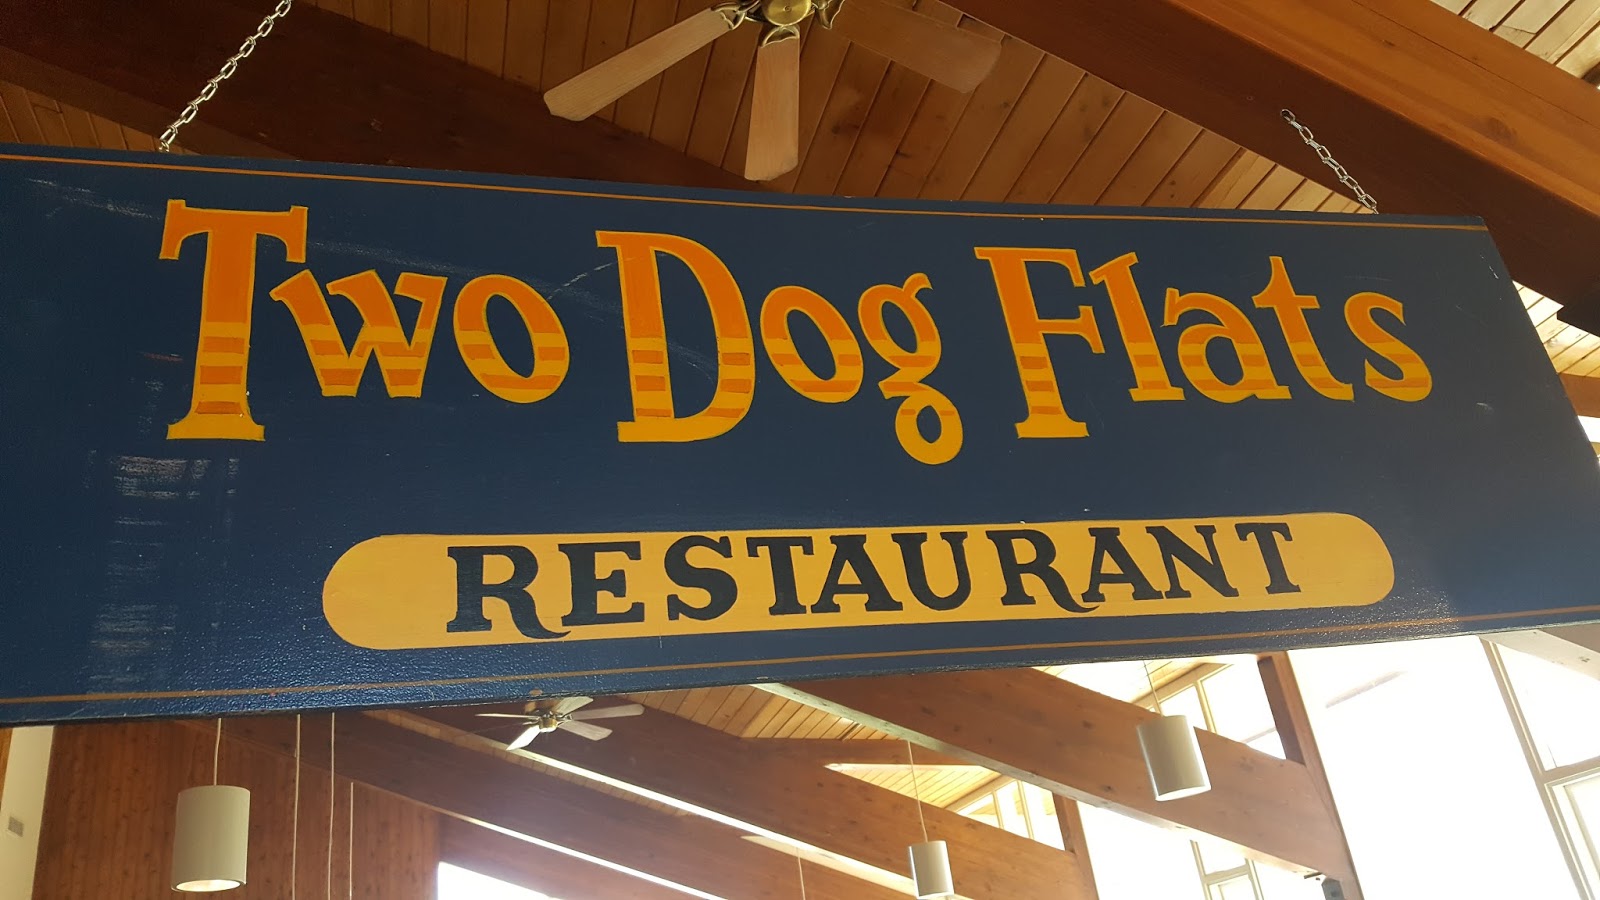 Two Dog Flats
RESTAURANT